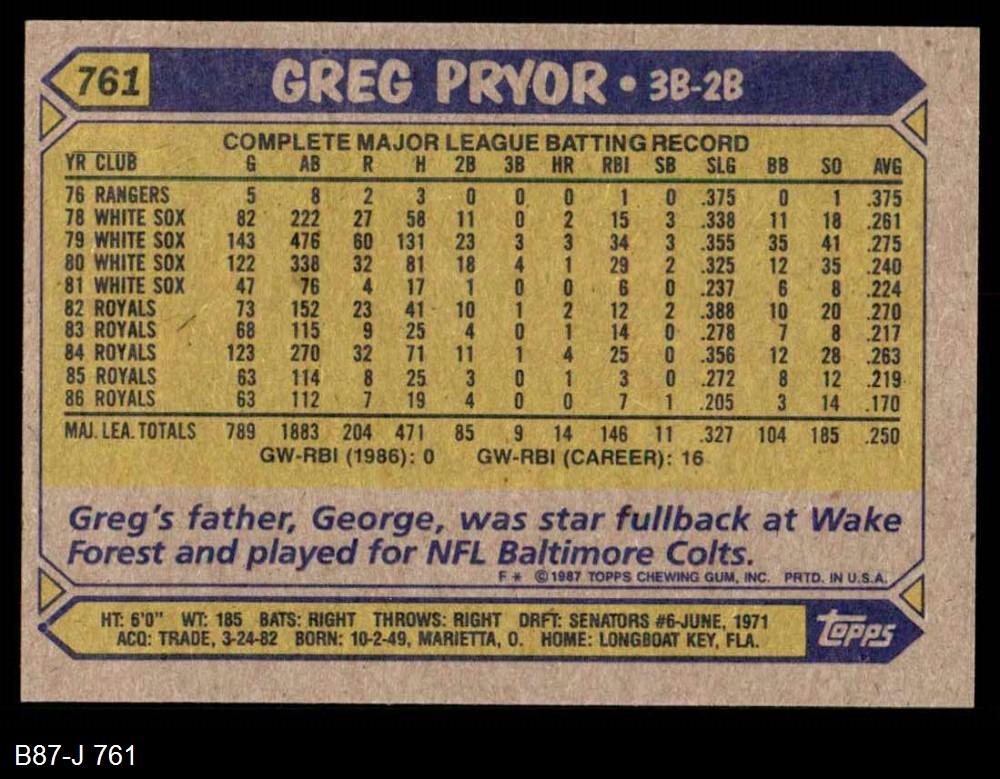 761 GREG PRYOR • 3B-2B
COMPLETE MAJOR LEAGUE BATTING RECORD
YR CLUB G AB R H 2B 3B HR RBI SB SLG BB SO AVG
76 RANGERS 5 8 2 3 0 0 0 1 0 .375 0 1 .375
78 WHITE SOX 82 222 27 58 11 0 2 15 3 .338 11 18 .261
79 WHITE SOX 143 476 60 131 23 3 3 34 3 .355 35 41 .275
80 WHITE SOX 122 338 32 81 18 4 1 29 2 .325 12 35 .240
81 WHITE SOX 47 76 4 17 1 0 0 6 0 .237 6 8 .224
82 ROYALS 73 152 23 41 10 1 2 12 2 .388 10 20 .270
83 ROYALS 68 115 9 25 4 0 1 14 0 .278 7 8 .217
84 ROYALS 123 270 32 71 11 1 4 25 0 .356 12 28 .263
85 ROYALS 63 114 8 25 3 0 1 3 0 .272 8 12 .219
86 ROYALS 63 112 7 19 4 0 0 7 1 .205 3 14 .170
MAJ. LEA. TOTALS 789 1883 204 471 85 9 14 146 11 .327 104 185 .250
GW-RBI (1986): 0 GW-RBI (CAREER): 16
Greg's father, George, was star fullback at Wake
Forest and played for NFL Baltimore Colts.
F * ©1987 TOPPS CHEWING GUM, INC. PRTD. IN U.S.A.
HT: 6'0" WT: 185 BATS: RIGHT THROWS: RIGHT DRFT: SENATORS #6-JUNE, 1971
ACQ: TRADE, 3-24-82 BORN: 10-2-49, MARIETTA, O. HOME: LONGBOAT KEY, FLA.
topps
B87-J 761